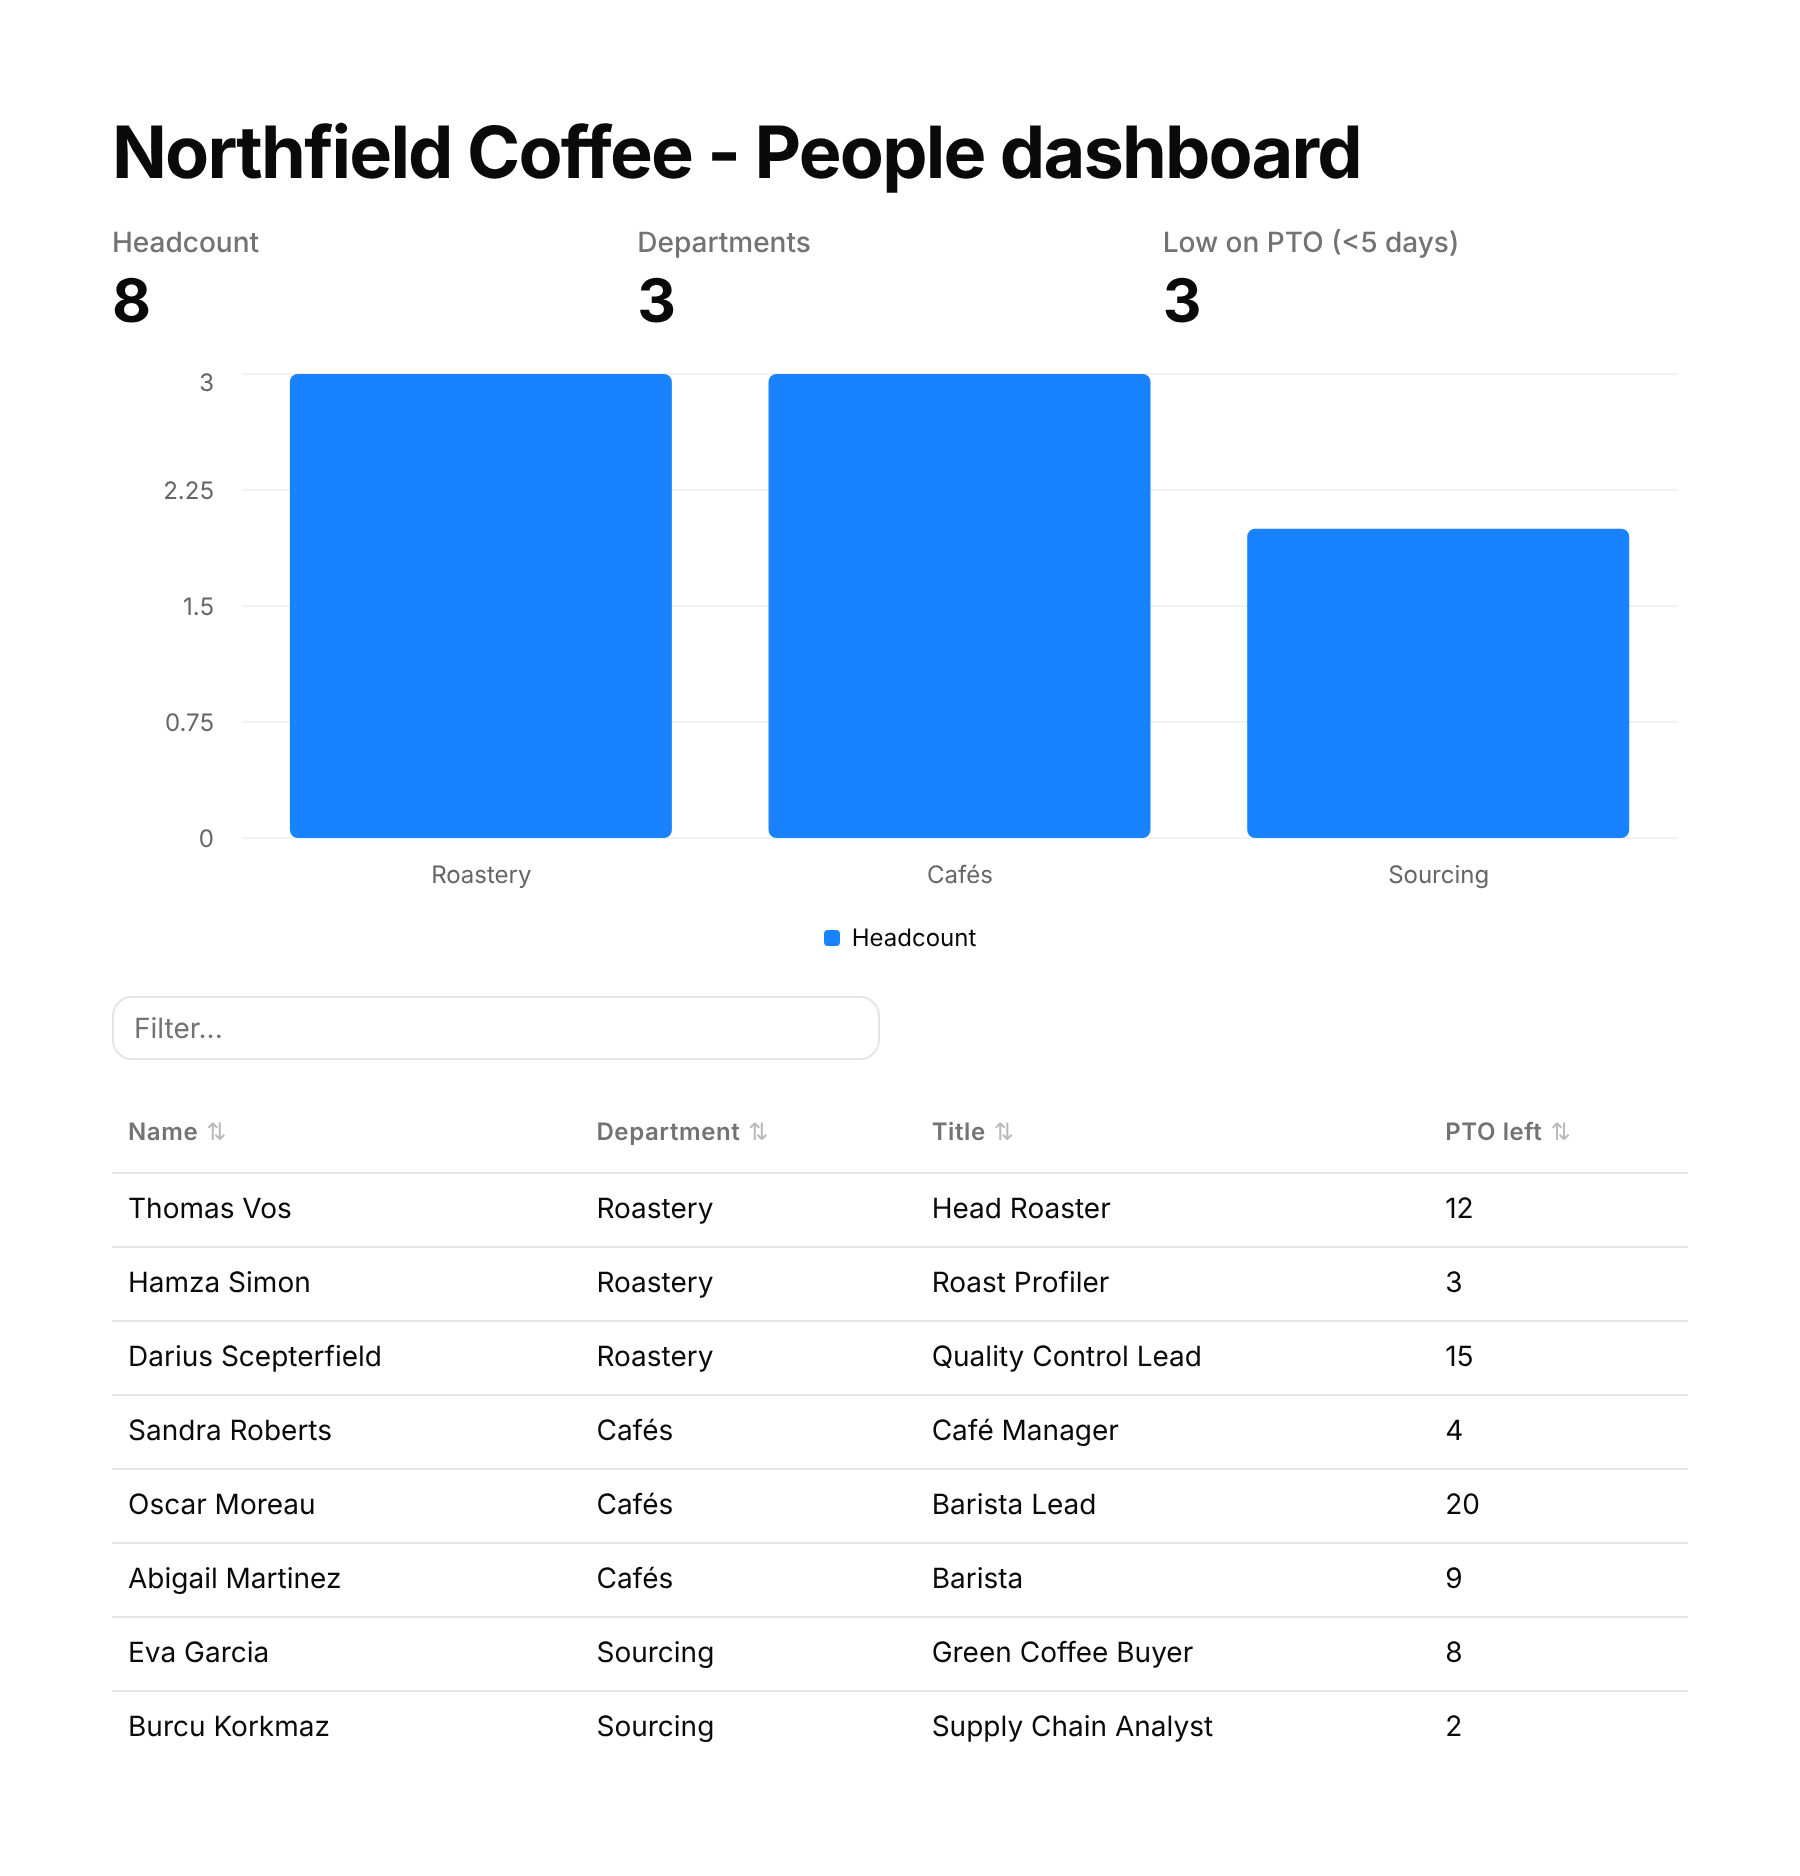 Northfield Coffee - People dashboard
Headcount Departments Low on PTO (<5 days)
8 3 3
3
2.25
1.5
0.75
0
Roastery Cafés Sourcing
Headcount
Filter...
Name ⇅ Department ⇅ Title ⇅ PTO left ⇅
Thomas Vos Roastery Head Roaster 12
Hamza Simon Roastery Roast Profiler 3
Darius Scepterfield Roastery Quality Control Lead 15
Sandra Roberts Cafés Café Manager 4
Oscar Moreau Cafés Barista Lead 20
Abigail Martinez Cafés Barista 9
Eva Garcia Sourcing Green Coffee Buyer 8
Burcu Korkmaz Sourcing Supply Chain Analyst 2